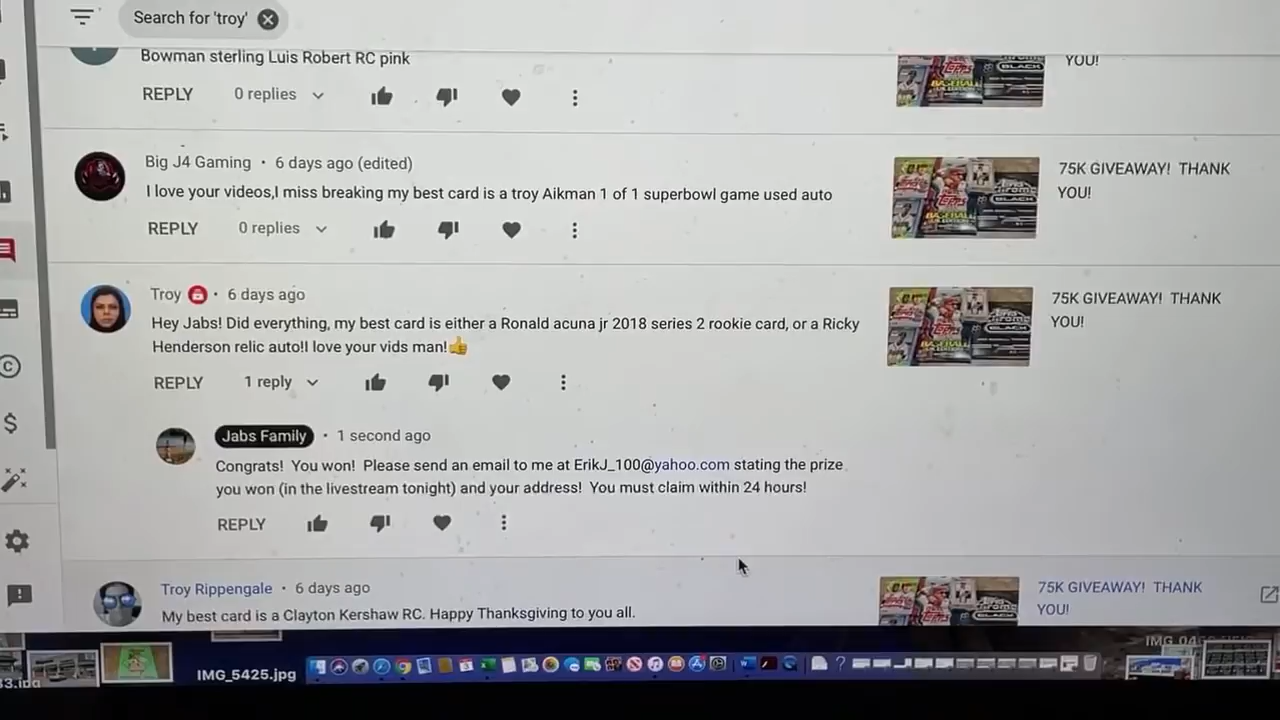 Search for 'troy'
Bowman sterling Luis Robert RC pink
YOU!
REPLY 0 replies
Big J4 Gaming • 6 days ago (edited)
75K GIVEAWAY! THANK
YOU!
I love your videos,I miss breaking my best card is a troy Aikman 1 of 1 superbowl game used auto
REPLY 0 replies
Troy • 6 days ago
75K GIVEAWAY! THANK
YOU!
Hey Jabs! Did everything, my best card is either a Ronald acuna jr 2018 series 2 rookie card, or a Ricky
Henderson relic auto!I love your vids man!👍
REPLY 1 reply
Jabs Family • 1 second ago
Congrats! You won! Please send an email to me at ErikJ_100@yahoo.com stating the prize
you won (in the livestream tonight) and your address! You must claim within 24 hours!
REPLY
Troy Rippengale • 6 days ago
75K GIVEAWAY! THANK
YOU!
My best card is a Clayton Kershaw RC. Happy Thanksgiving to you all.
IMG_5425.jpg